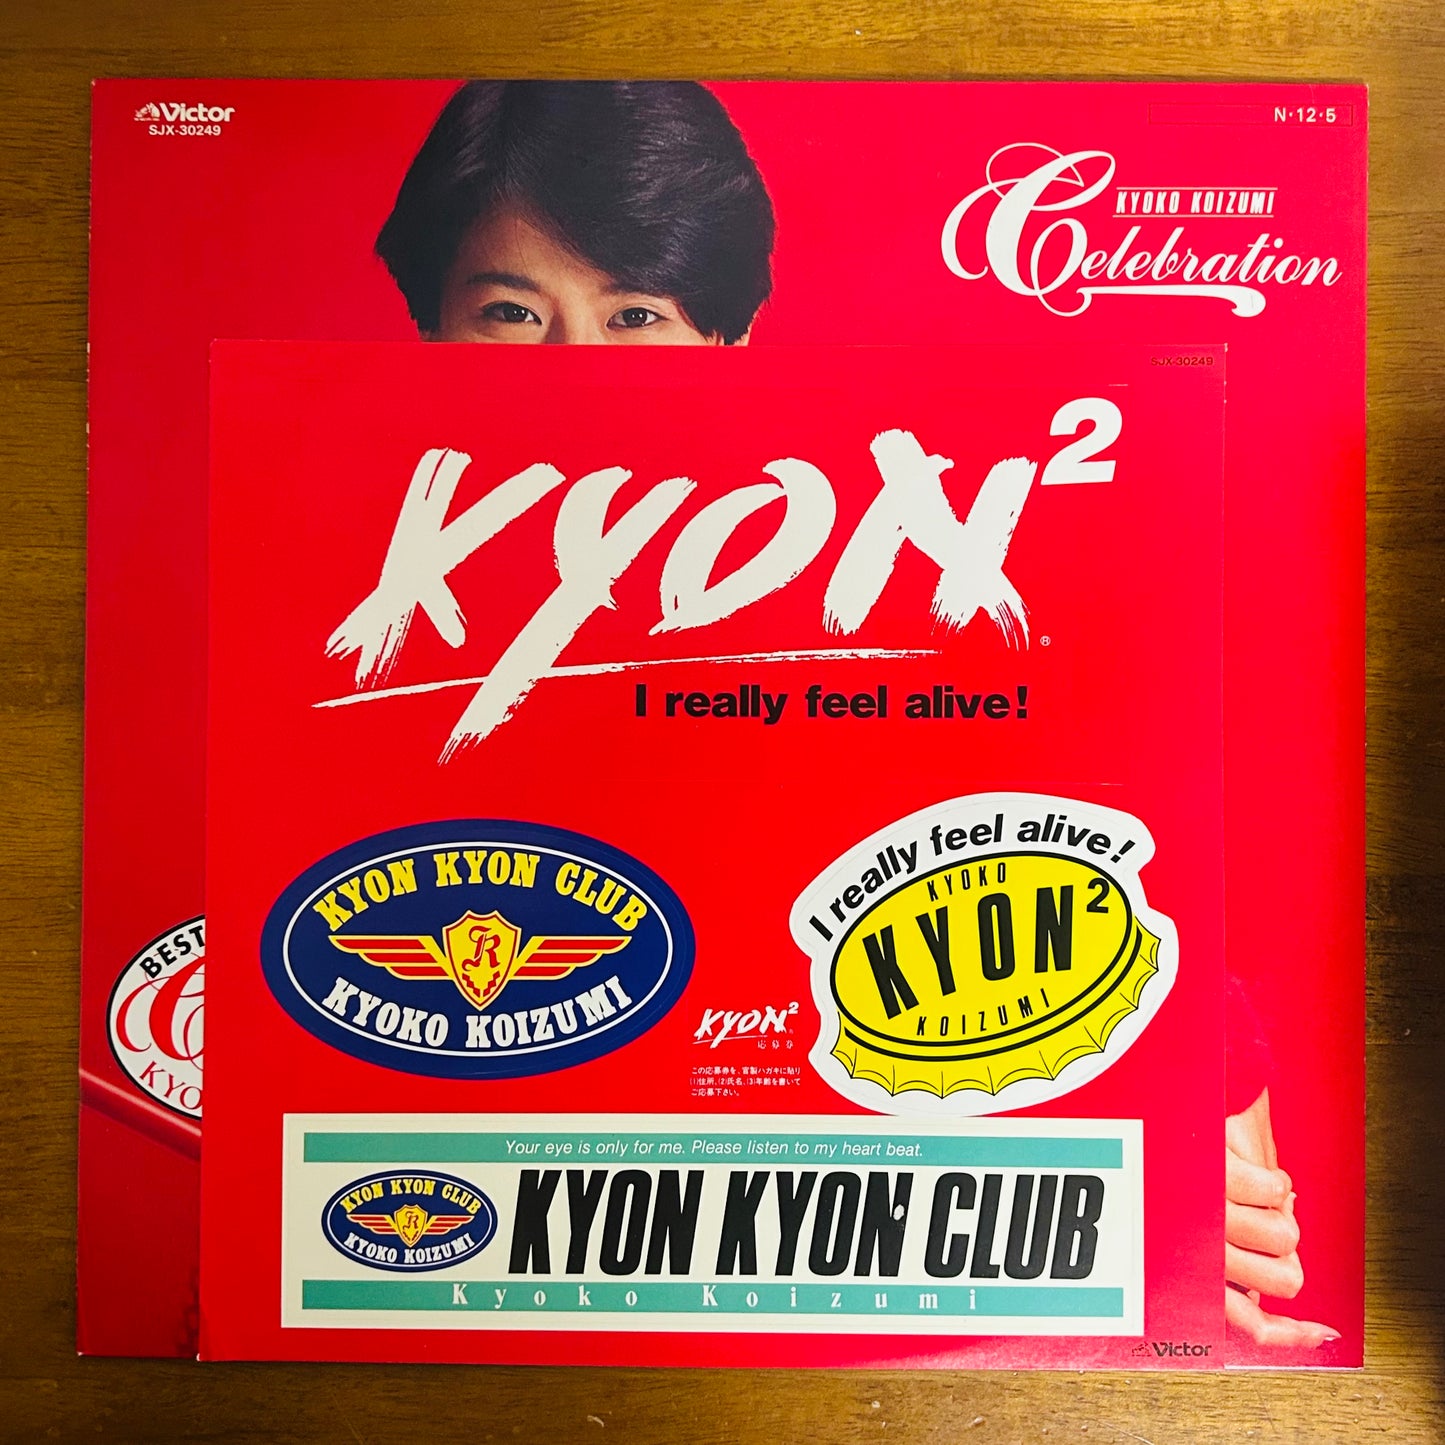 Victor
SJX-30249
N·12·5
KYOKO KOIZUMI
Celebration
SJX-30249
KYON²
®
I really feel alive!
BEST
KYO
KYON KYON CLUB
R
KYOKO KOIZUMI
I really feel alive!
KYOKO
KYON²
KOIZUMI
KYON²
応募券
この応募券を、官製ハガキに貼り
(1)住所、(2)氏名、(3)年齢を書いて
ご応募下さい。
Your eye is only for me. Please listen to my heart beat.
KYON KYON CLUB
R
KYOKO KOIZUMI
KYON KYON CLUB
Kyoko Koizumi
Victor